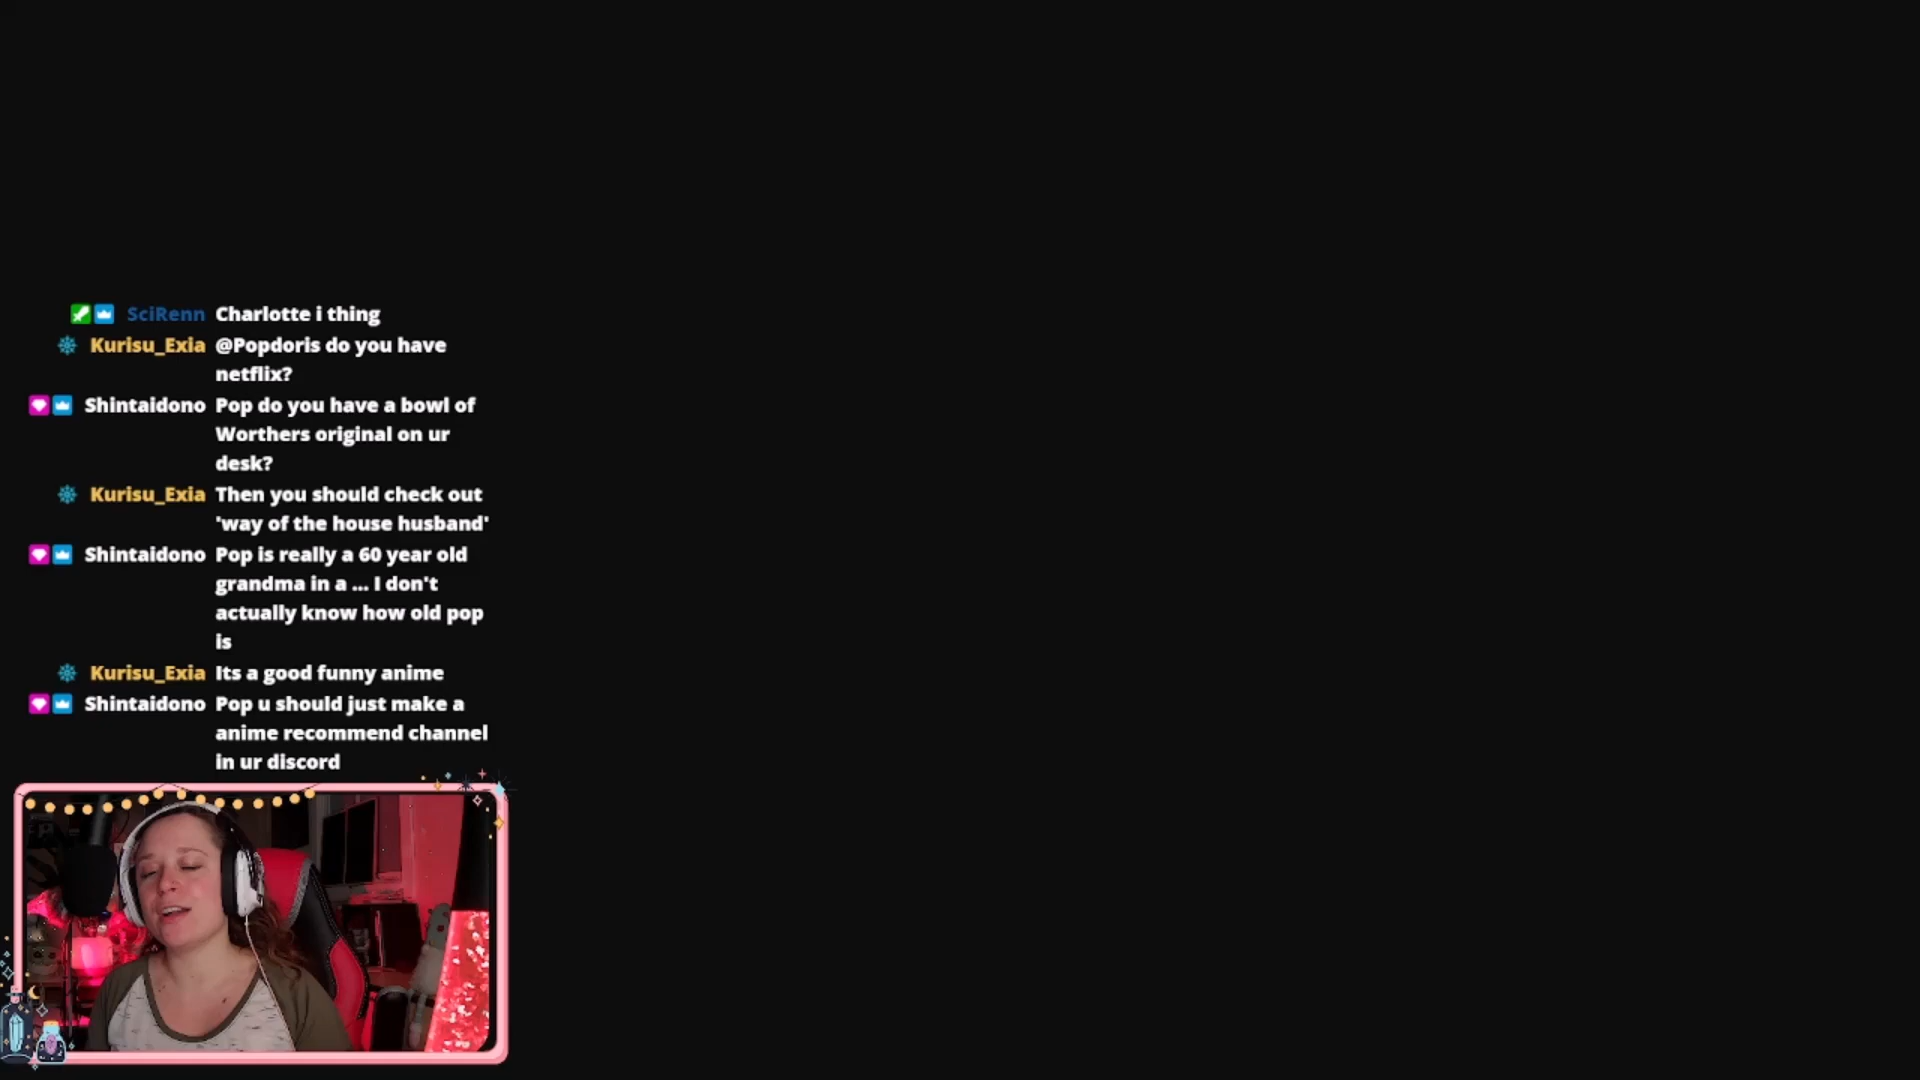 SciRenn Charlotte i thing
Kurisu_Exia @Popdoris do you have
netflix?
Shintaidono Pop do you have a bowl of
Worthers original on ur
desk?
Kurisu_Exia Then you should check out
'way of the house husband'
Shintaidono Pop is really a 60 year old
grandma in a ... I don't
actually know how old pop
is
Kurisu_Exia Its a good funny anime
Shintaidono Pop u should just make a
anime recommend channel
in ur discord